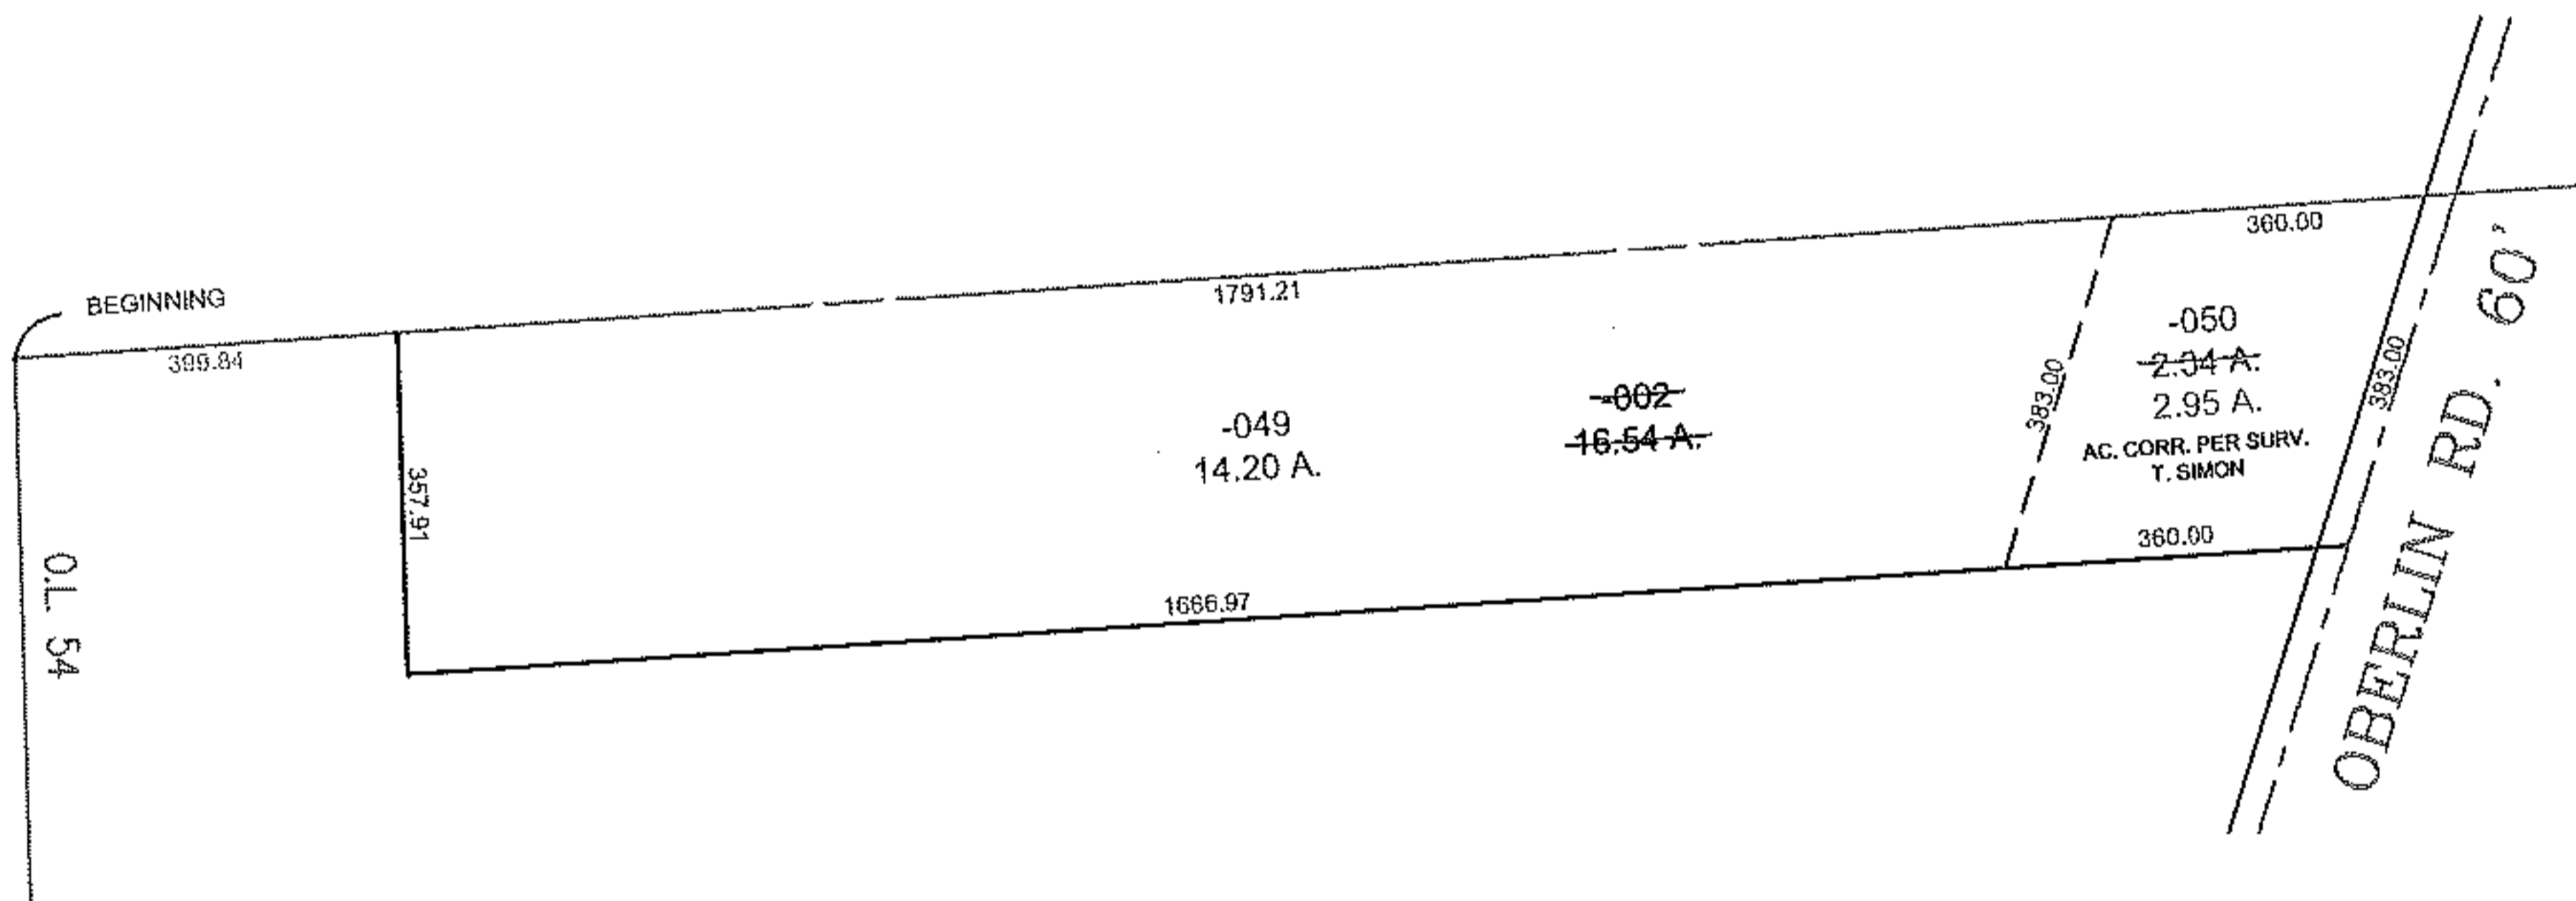 BEGINNING
399.84
1791.21
360.00
357.91
-049
14.20 A.
-002
16.54 A.
383.00
-050
2.34 A.
2.95 A.
AC. CORR. PER SURV.
T. SIMON
383.00
360.00
1666.97
O.L. 54
OBERLIN RD. 60'